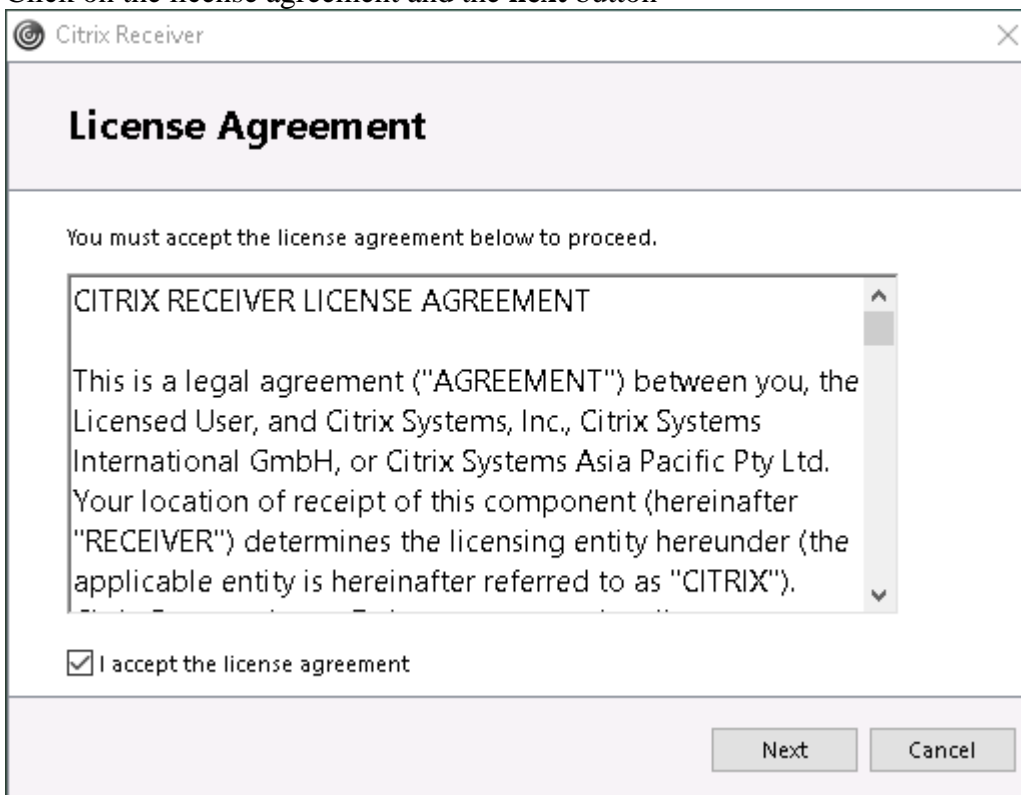 Click on the license agreement and the next button
Citrix Receiver
License Agreement
You must accept the license agreement below to proceed.
CITRIX RECEIVER LICENSE AGREEMENT
This is a legal agreement ("AGREEMENT") between you, the
Licensed User, and Citrix Systems, Inc., Citrix Systems
International GmbH, or Citrix Systems Asia Pacific Pty Ltd.
Your location of receipt of this component (hereinafter
"RECEIVER") determines the licensing entity hereunder (the
applicable entity is hereinafter referred to as "CITRIX").
I accept the license agreement
Next
Cancel